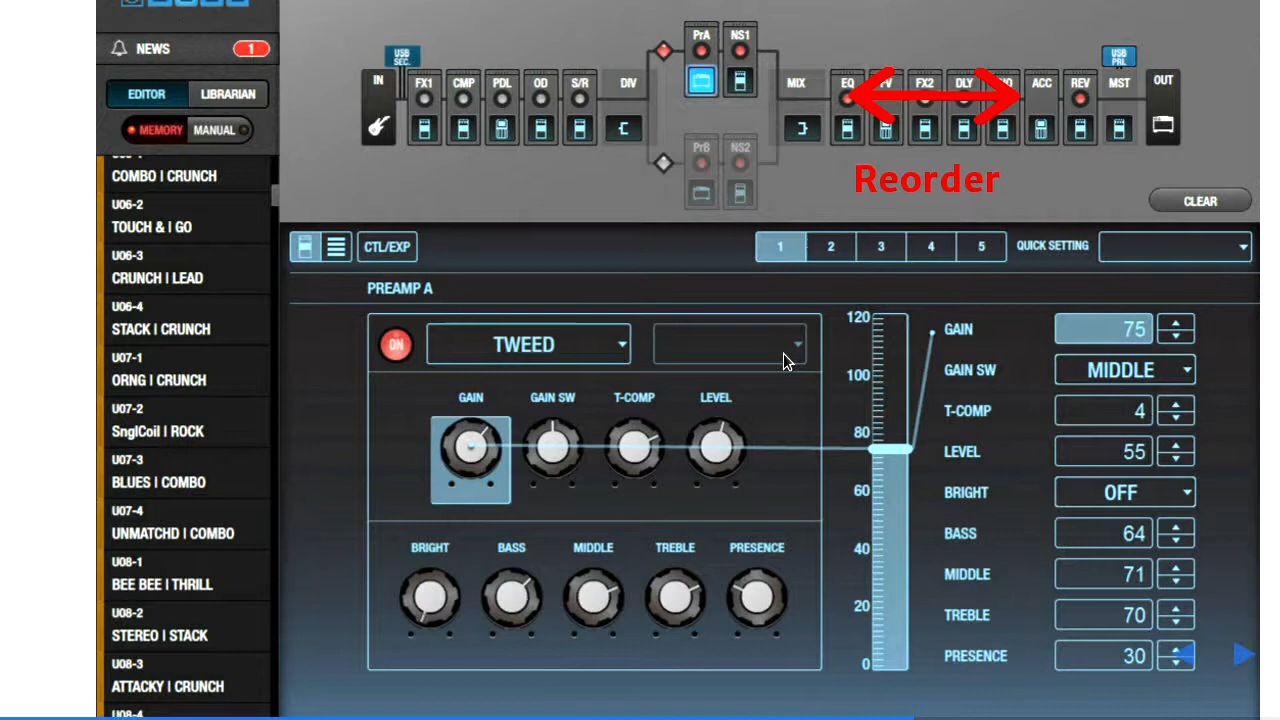 NEWS
1
EDITOR
LIBRARIAN
MEMORY
MANUAL
COMBO | CRUNCH
U06-2
TOUCH & | GO
U06-3
CRUNCH | LEAD
U06-4
STACK | CRUNCH
U07-1
ORNG | CRUNCH
U07-2
SnglCoil | ROCK
U07-3
BLUES | COMBO
U07-4
UNMATCHD | COMBO
U08-1
BEE BEE | THRILL
U08-2
STEREO | STACK
U08-3
ATTACKY | CRUNCH
U08-4
USB
SEC.
IN
FX1
CMP
PDL
OD
S/R
DIV
PrA
NS1
PrB
NS2
MIX
EQ
FX2
DLY
ACC
REV
USB
PRI.
MST
OUT
Reorder
CLEAR
CTL/EXP
1
2
3
4
5
QUICK SETTING
PREAMP A
ON
TWEED
GAIN
GAIN SW
T-COMP
LEVEL
BRIGHT
BASS
MIDDLE
TREBLE
PRESENCE
120
100
80
60
40
20
0
GAIN 75
GAIN SW MIDDLE
T-COMP 4
LEVEL 55
BRIGHT OFF
BASS 64
MIDDLE 71
TREBLE 70
PRESENCE 30